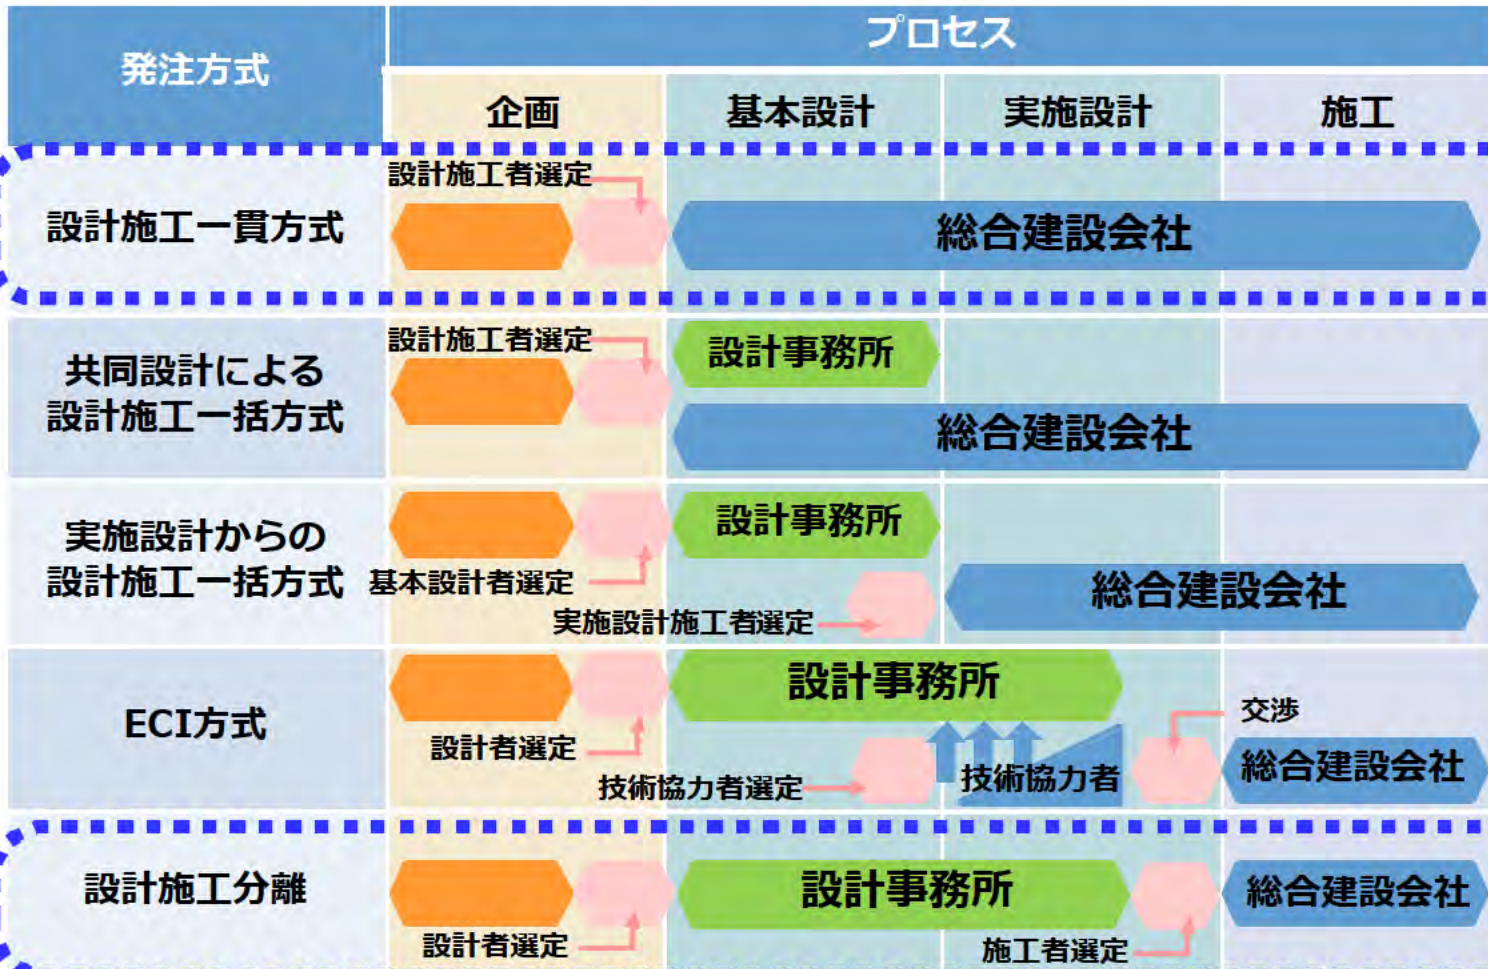 発注方式
プロセス
企画
基本設計
実施設計
施工
設計施工者選定
設計施工一貫方式
総合建設会社
設計施工者選定
設計事務所
共同設計による
設計施工一括方式
総合建設会社
設計事務所
実施設計からの
設計施工一括方式
基本設計者選定
総合建設会社
実施設計施工者選定
設計事務所
ECI方式
交渉
設計者選定
技術協力者選定
技術協力者
総合建設会社
設計施工分離
設計事務所
総合建設会社
設計者選定
施工者選定